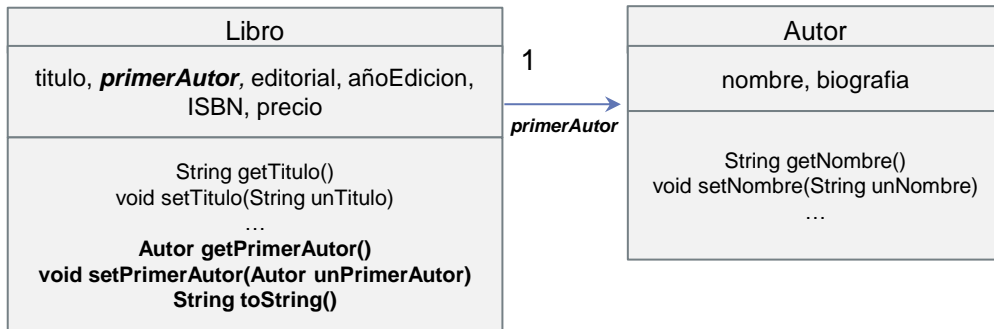 Libro
titulo, primerAutor, editorial, añoEdicion,
ISBN, precio
String getTitulo()
void setTitulo(String unTitulo)
…
Autor getPrimerAutor()
void setPrimerAutor(Autor unPrimerAutor)
String toString()
1
primerAutor
Autor
nombre, biografia
String getNombre()
void setNombre(String unNombre)
…